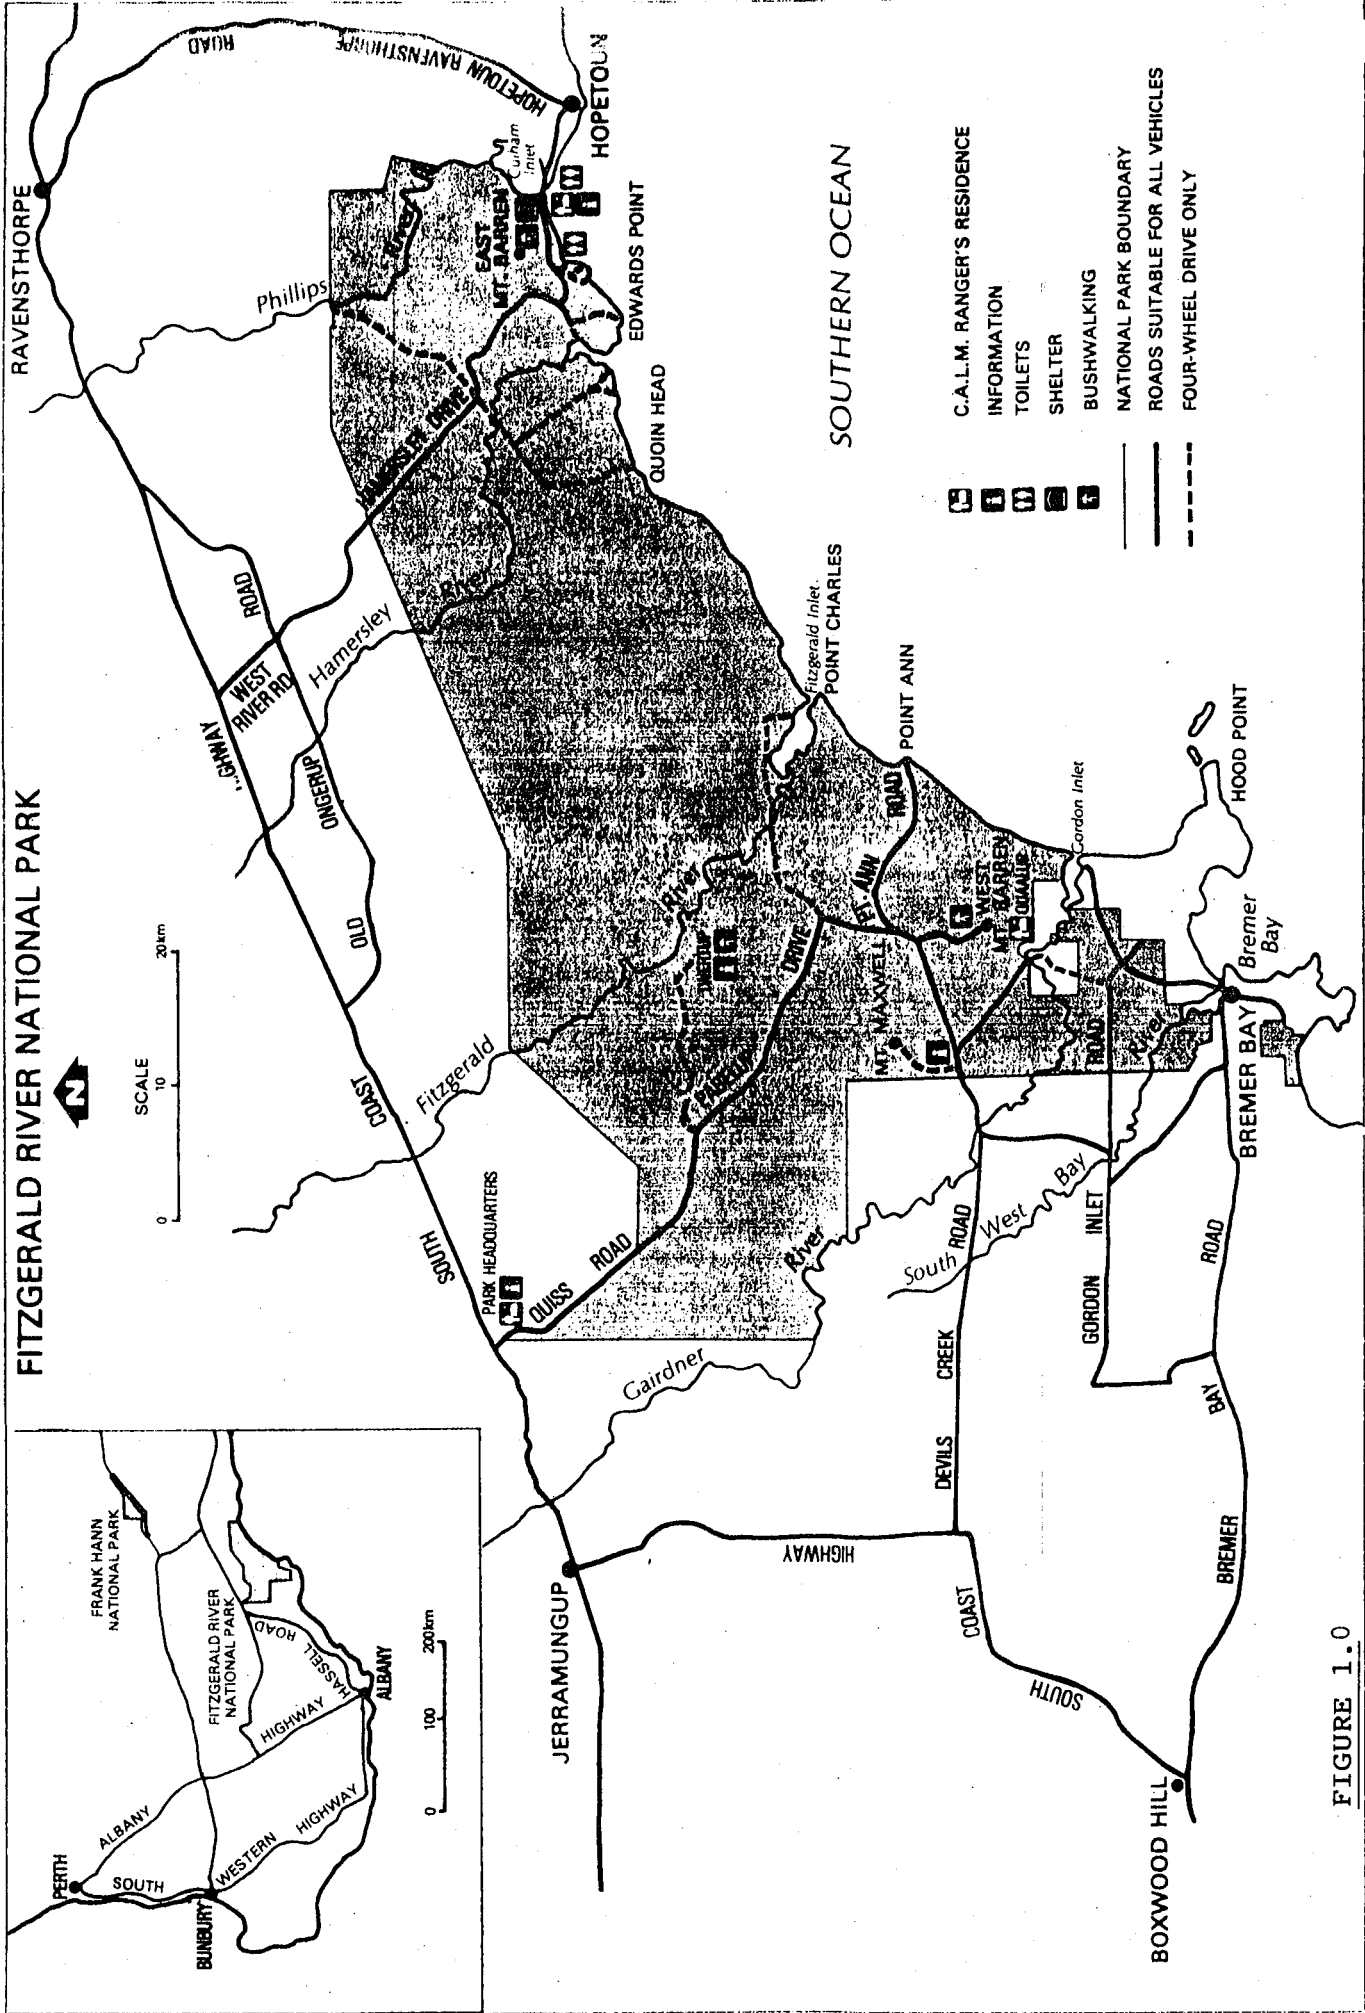 FITZGERALD RIVER NATIONAL PARK
N
SCALE
0 10 20km
FRANK HANN
NATIONAL PARK
FITZGERALD RIVER
NATIONAL PARK
PERTH
ALBANY
HIGHWAY
SOUTH
WESTERN
HIGHWAY
BUNBURY
HASSELL
ROAD
ALBANY
0 100 200km
RAVENSTHORPE
HOPETOUN RAVENSTHORPE
ROAD
HOPETOUN
Phillips
River
Culham
Inlet
EAST
MT. BARREN
EDWARDS POINT
QUOIN HEAD
HAMERSLEY DRIVE
Hamersley
River
WEST
RIVER RD
ROAD
ONGERUP
OLD
SOUTH
COAST
Fitzgerald
River
Fitzgerald Inlet
POINT CHARLES
POINT ANN
PT. ANN
ROAD
PARK HEADQUARTERS
QUISS
ROAD
DRIVE
MT. MAXWELL
WEST
MT. BARREN
QUAALUP
Gordon Inlet
HOOD POINT
Bremer
Bay
BREMER BAY
Gairdner
River
JERRAMUNGUP
HIGHWAY
COAST
SOUTH
DEVILS
CREEK
ROAD
South
West
Bay
River
GORDON
INLET
ROAD
BREMER
BAY
ROAD
BOXWOOD HILL
SOUTHERN OCEAN
C.A.L.M. RANGER'S RESIDENCE
INFORMATION
TOILETS
SHELTER
BUSHWALKING
NATIONAL PARK BOUNDARY
ROADS SUITABLE FOR ALL VEHICLES
FOUR-WHEEL DRIVE ONLY
FIGURE 1.0